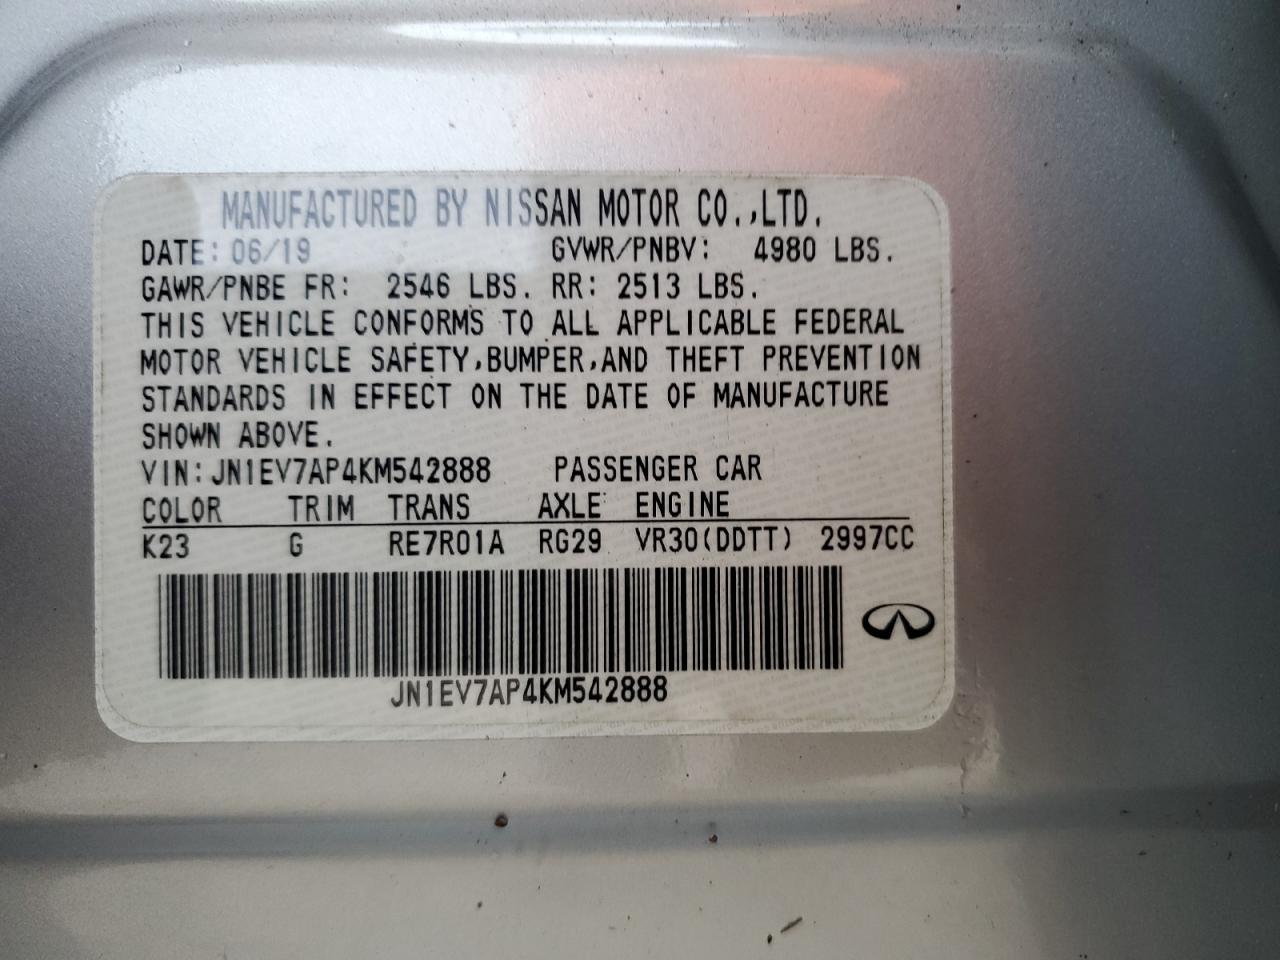 MANUFACTURED BY NISSAN MOTOR CO.,LTD.
DATE: 06/19 GVWR/PNBV: 4980 LBS.
GAWR/PNBE FR: 2546 LBS. RR: 2513 LBS.
THIS VEHICLE CONFORMS TO ALL APPLICABLE FEDERAL
MOTOR VEHICLE SAFETY,BUMPER,AND THEFT PREVENTION
STANDARDS IN EFFECT ON THE DATE OF MANUFACTURE
SHOWN ABOVE.
VIN:JN1EV7AP4KM542888 PASSENGER CAR
COLOR TRIM TRANS AXLE ENGINE
K23 G RE7R01A RG29 VR30(DDTT) 2997CC
JN1EV7AP4KM542888